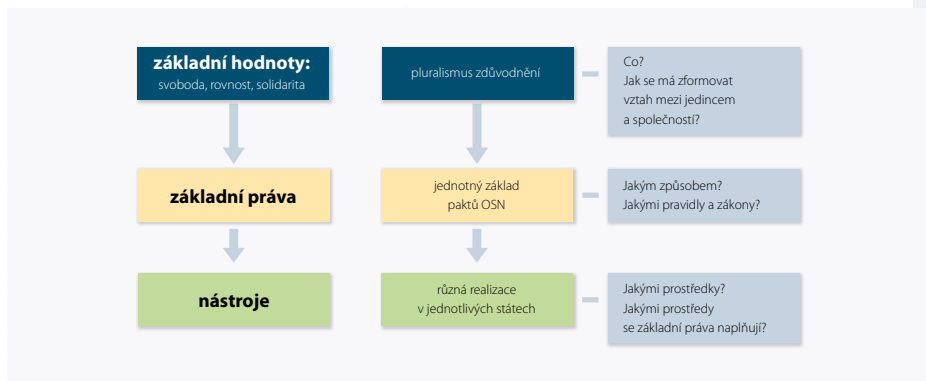 základní hodnoty:
svoboda, rovnost, solidarita
pluralismus zdůvodnění
Co?
Jak se má zformovat
vztah mezi jedincem
a společností?
základní práva
jednotný základ
paktů OSN
Jakým způsobem?
Jakými pravidly a zákony?
nástroje
různá realizace
v jednotlivých státech
Jakými prostředky?
Jakými prostředy
se základní práva naplňují?